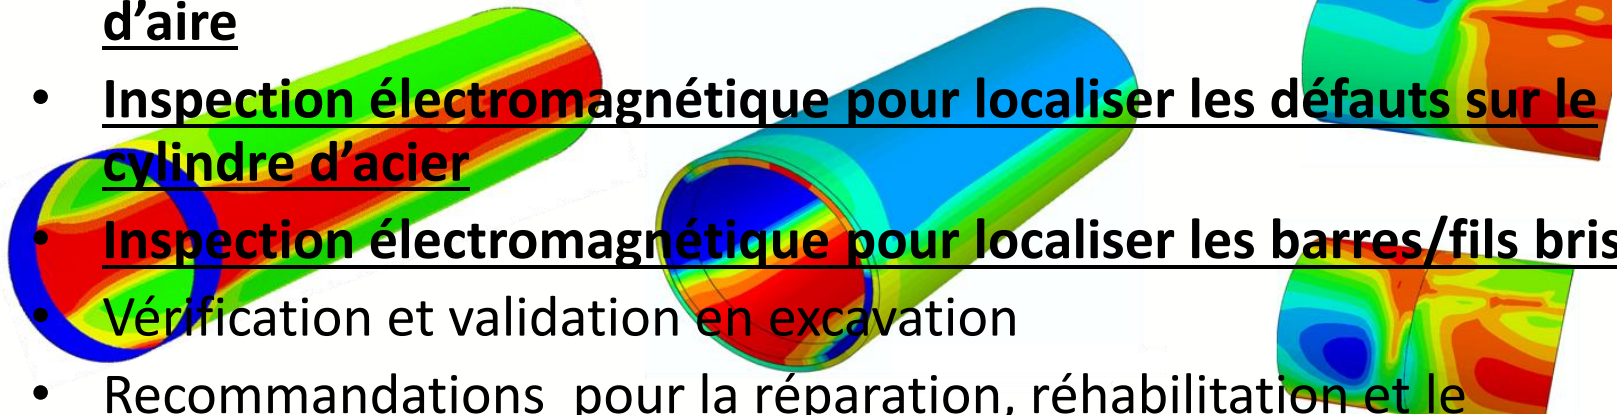 d’aire
• Inspection électromagnétique pour localiser les défauts sur le
cylindre d’acier
• Inspection électromagnétique pour localiser les barres/fils bris
• Vérification et validation en excavation
• Recommandations pour la réparation, réhabilitation et le